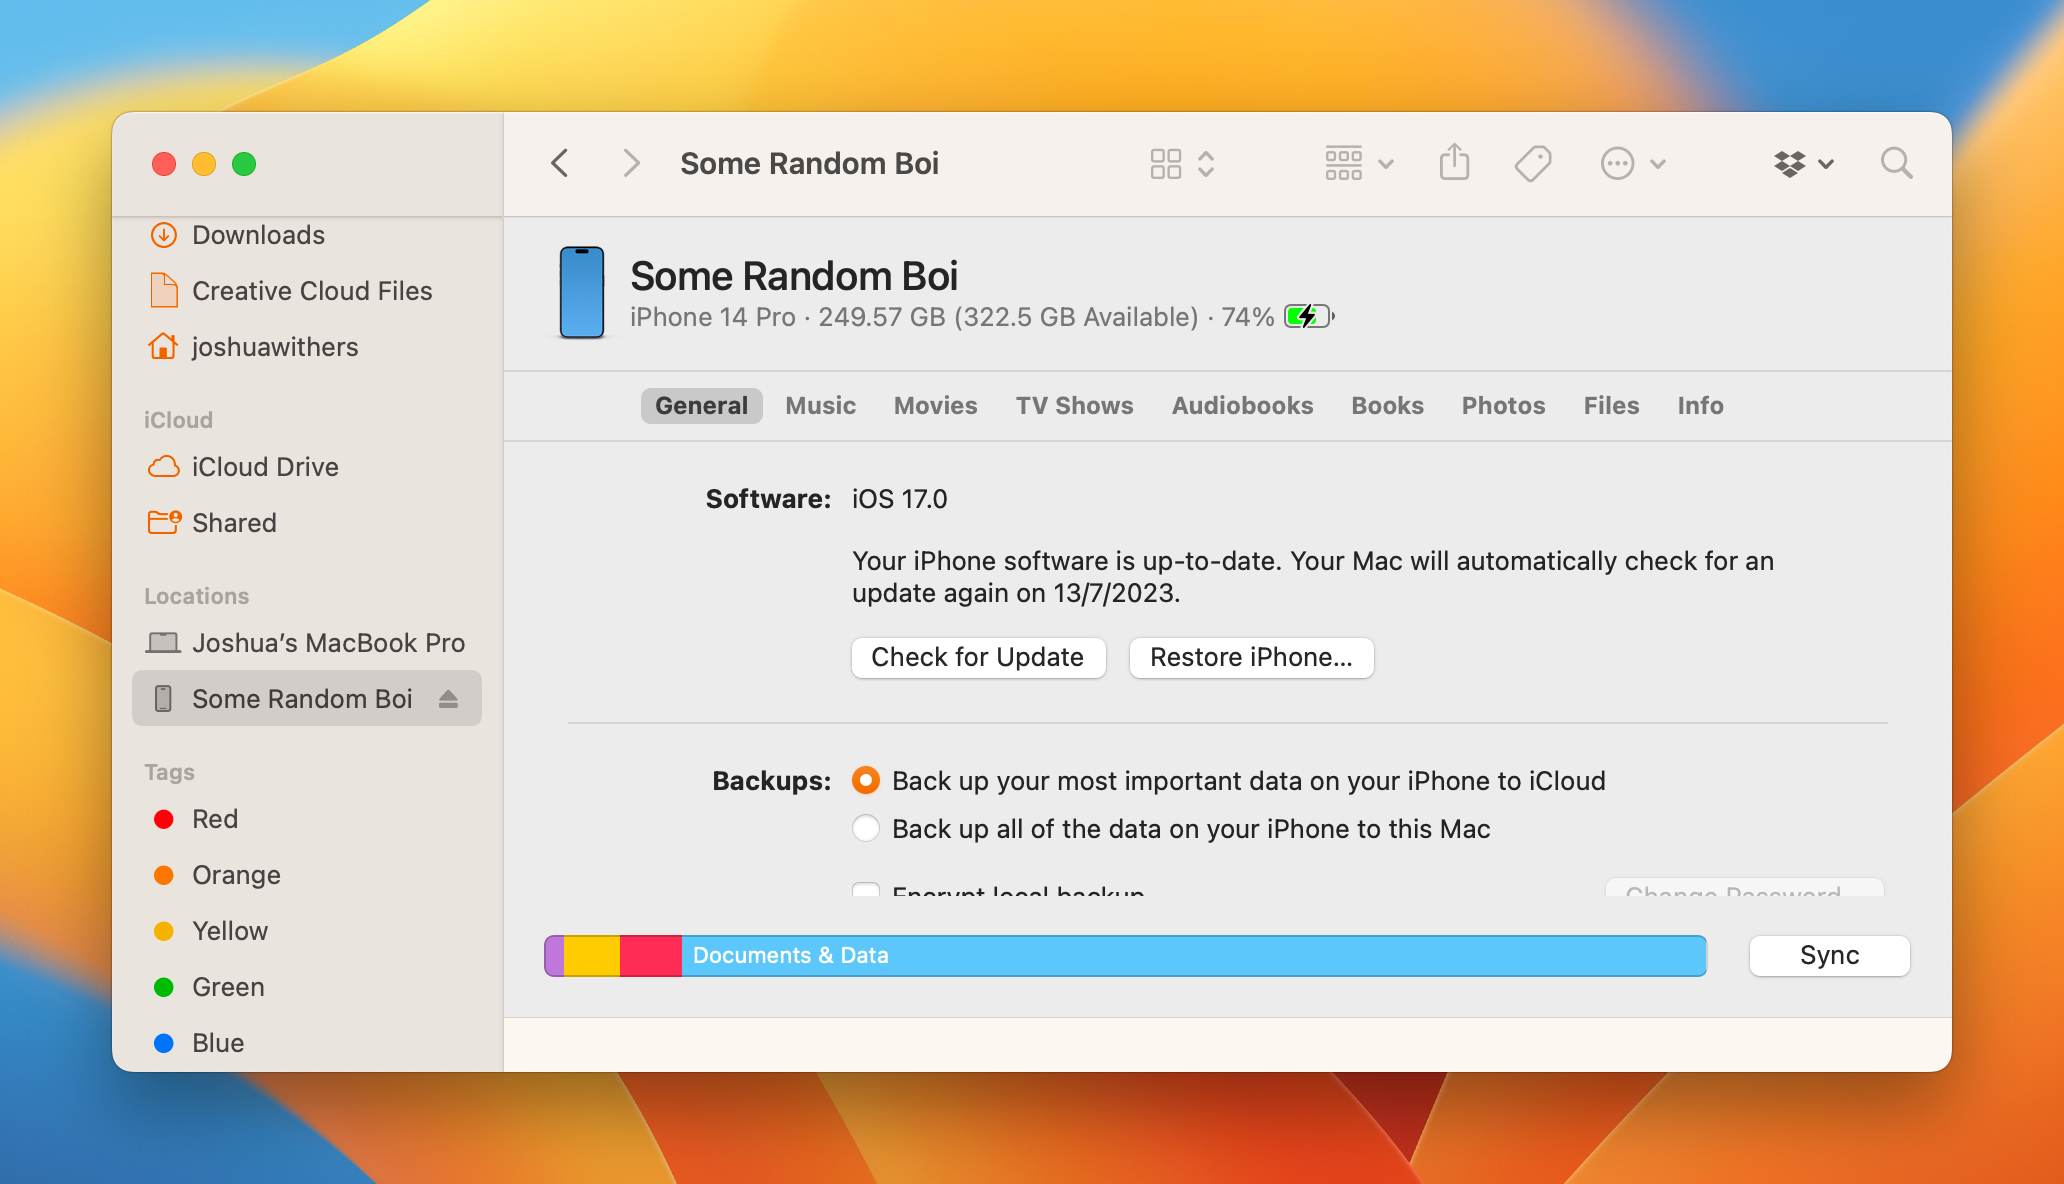 Some Random Boi
Downloads
Creative Cloud Files
joshuawithers
iCloud
iCloud Drive
Shared
Locations
Joshua’s MacBook Pro
Some Random Boi
Tags
Red
Orange
Yellow
Green
Blue
Some Random Boi
iPhone 14 Pro · 249.57 GB (322.5 GB Available) · 74%
General Music Movies TV Shows Audiobooks Books Photos Files Info
Software: iOS 17.0
Your iPhone software is up-to-date. Your Mac will automatically check for an
update again on 13/7/2023.
Check for Update Restore iPhone...
Backups: Back up your most important data on your iPhone to iCloud
Back up all of the data on your iPhone to this Mac
Encrypt local backup Change Password
Documents & Data Sync